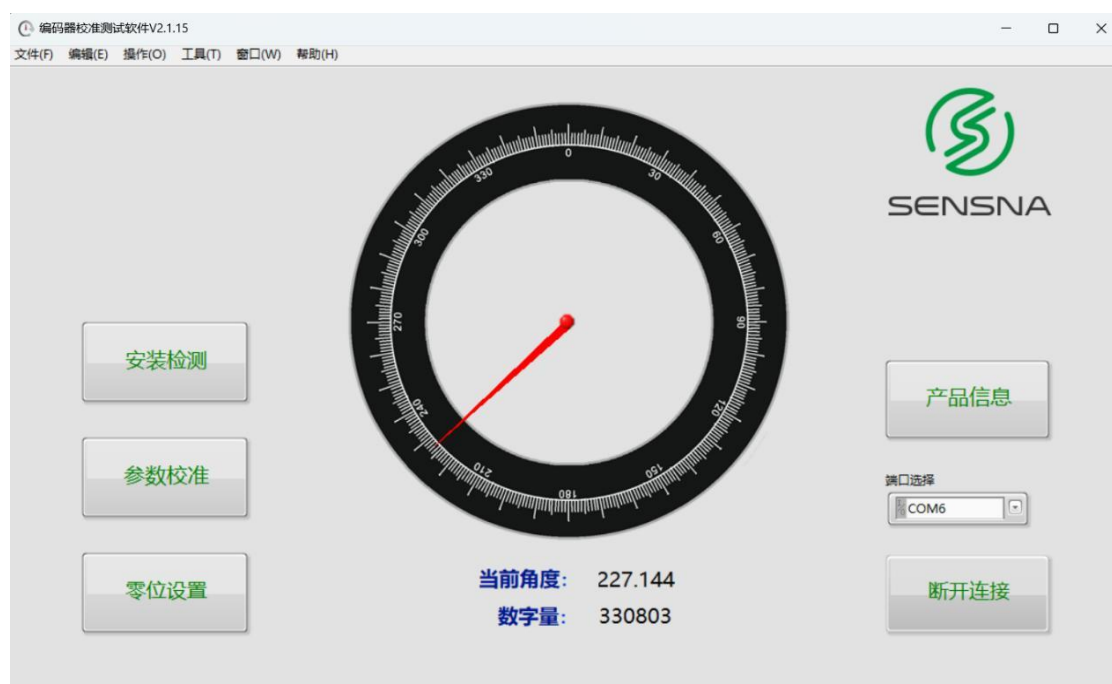 编码器校准测试软件V2.1.15
文件(F) 编辑(E) 操作(O) 工具(T) 窗口(W) 帮助(H)
SENSNA
0
30
60
90
120
150
180
210
240
270
300
330
安装检测
参数校准
零位设置
当前角度: 227.144
数字量: 330803
产品信息
端口选择
COM6
断开连接